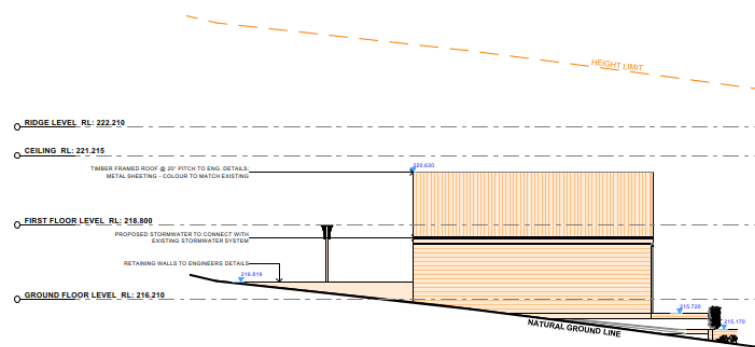 HEIGHT LIMIT
RIDGE LEVEL RL: 222.210
CEILING RL: 221.215
TIMBER FRAMED ROOF @ 20° PITCH TO ENG. DETAILS;
METAL SHEETING - COLOUR TO MATCH EXISTING
220.630
FIRST FLOOR LEVEL RL: 218.800
PROPOSED STORMWATER TO CONNECT WITH
EXISTING STORMWATER SYSTEM
RETAINING WALLS TO ENGINEERS DETAILS
216.816
GROUND FLOOR LEVEL RL: 216.210
215.720
215.170
NATURAL GROUND LINE